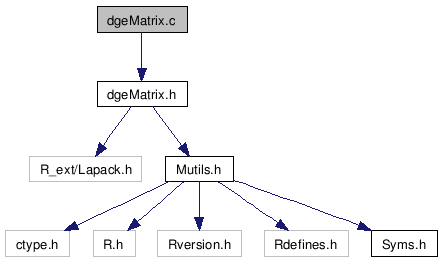 dgeMatrix.c
dgeMatrix.h
R_ext/Lapack.h
Mutils.h
ctype.h
R.h
Rversion.h
Rdefines.h
Syms.h